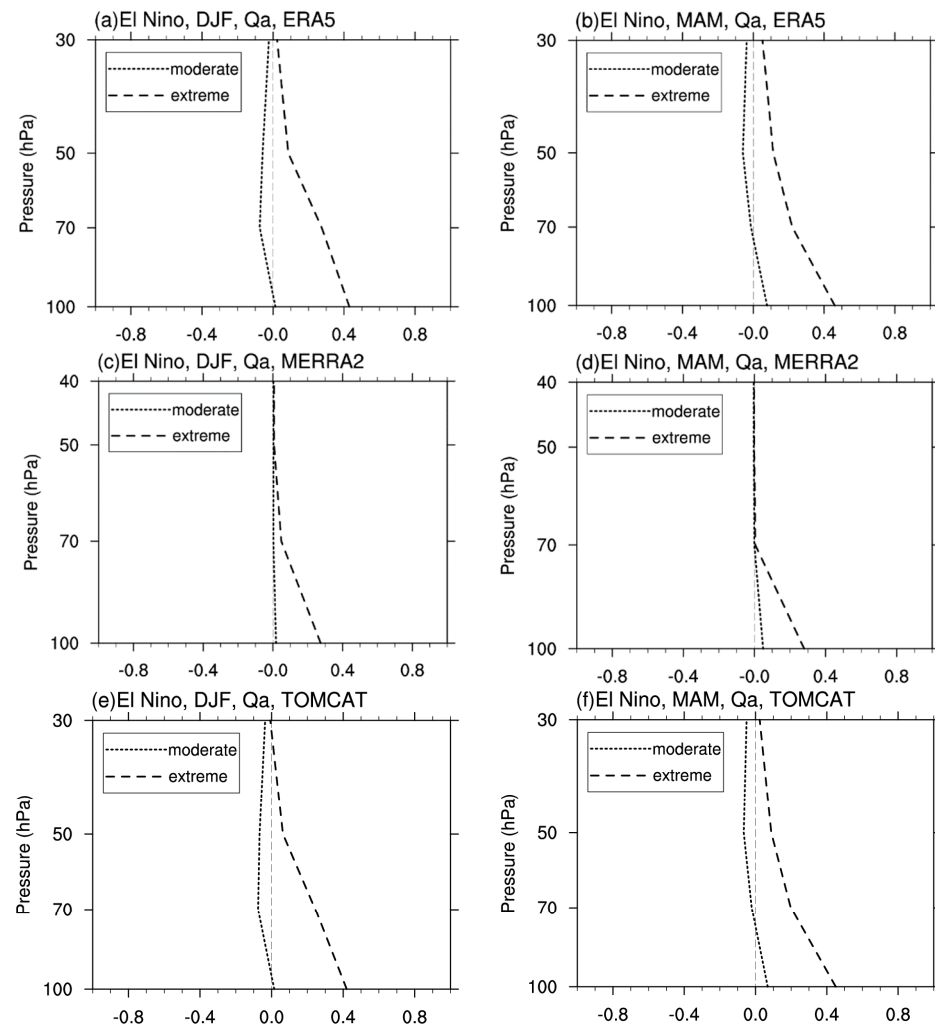 (a)El Nino, DJF, Qa, ERA5
30
moderate
extreme
50
70
100
Pressure (hPa)
-0.8 -0.4 -0.0 0.4 0.8
(b)El Nino, MAM, Qa, ERA5
30
moderate
extreme
50
70
100
Pressure (hPa)
-0.8 -0.4 -0.0 0.4 0.8
(c)El Nino, DJF, Qa, MERRA2
40
moderate
extreme
50
70
100
Pressure (hPa)
-0.8 -0.4 -0.0 0.4 0.8
(d)El Nino, MAM, Qa, MERRA2
40
moderate
extreme
50
70
100
Pressure (hPa)
-0.8 -0.4 -0.0 0.4 0.8
(e)El Nino, DJF, Qa, TOMCAT
30
moderate
extreme
50
70
100
Pressure (hPa)
-0.8 -0.4 0.0 0.4 0.8
(f)El Nino, MAM, Qa, TOMCAT
30
moderate
extreme
50
70
100
Pressure (hPa)
-0.8 -0.4 0.0 0.4 0.8